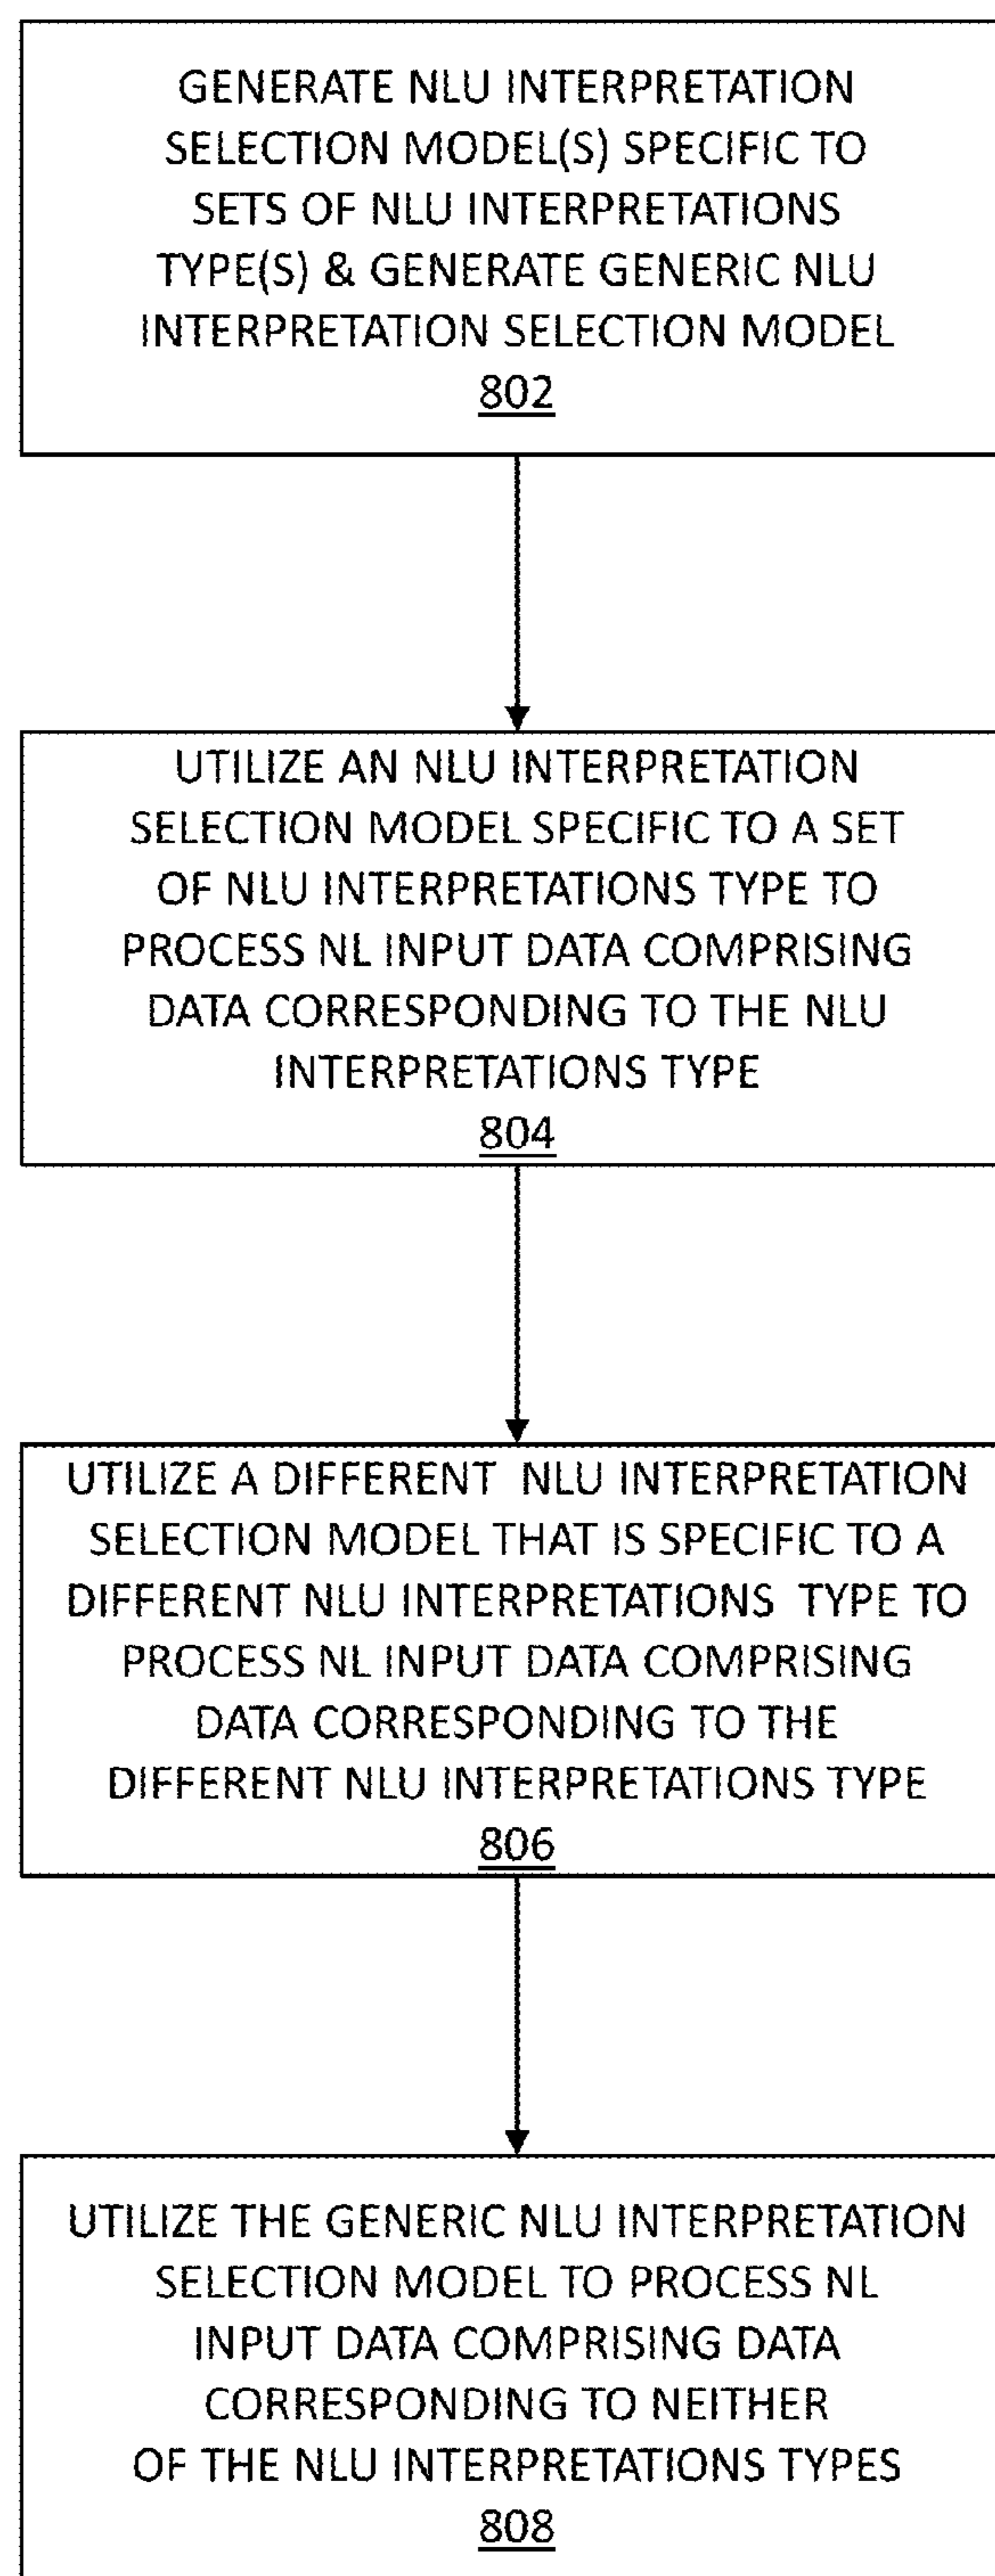 GENERATE NLU INTERPRETATION
SELECTION MODEL(S) SPECIFIC TO
SETS OF NLU INTERPRETATIONS
TYPE(S) & GENERATE GENERIC NLU
INTERPRETATION SELECTION MODEL
802
UTILIZE AN NLU INTERPRETATION
SELECTION MODEL SPECIFIC TO A SET
OF NLU INTERPRETATIONS TYPE TO
PROCESS NL INPUT DATA COMPRISING
DATA CORRESPONDING TO THE NLU
INTERPRETATIONS TYPE
804
UTILIZE A DIFFERENT NLU INTERPRETATION
SELECTION MODEL THAT IS SPECIFIC TO A
DIFFERENT NLU INTERPRETATIONS TYPE TO
PROCESS NL INPUT DATA COMPRISING
DATA CORRESPONDING TO THE
DIFFERENT NLU INTERPRETATIONS TYPE
806
UTILIZE THE GENERIC NLU INTERPRETATION
SELECTION MODEL TO PROCESS NL
INPUT DATA COMPRISING DATA
CORRESPONDING TO NEITHER
OF THE NLU INTERPRETATIONS TYPES
808